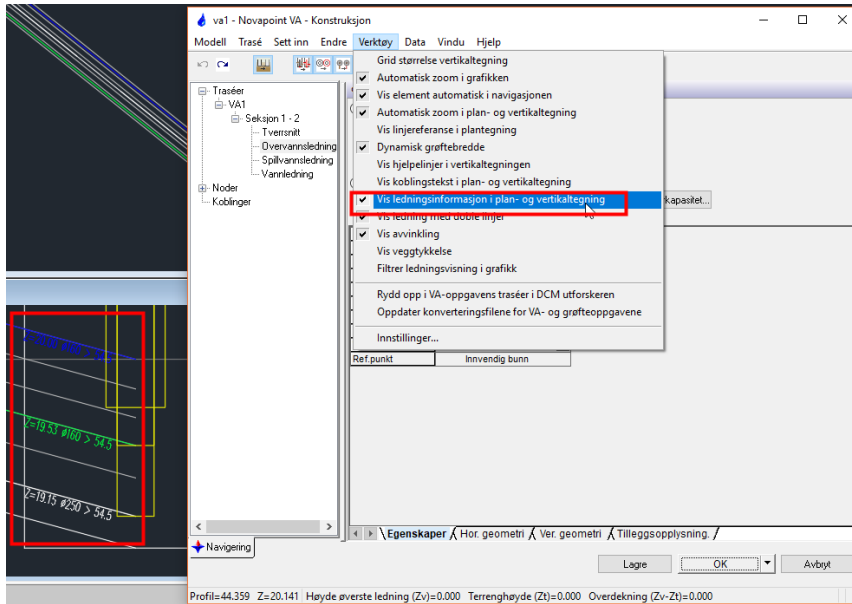 va1 - Novapoint VA - Konstruksjon
Modell Trasé Sett inn Endre Verktøy Data Vindu Hjelp
Grid størrelse vertikaltegning
Automatisk zoom i grafikken
Vis element automatisk i navigasjonen
Automatisk zoom i plan- og vertikaltegning
Vis linjereferanse i plantegning
Dynamisk grøftebredde
Vis hjelpelinjer i vertikaltegningen
Vis koblingstekst i plan- og vertikaltegning
Vis ledningsinformasjon i plan- og vertikaltegning
Vis ledning med doble linjer
Vis avvinkling
Vis veggtykkelse
Filtrer ledningsvisning i grafikk
Rydd opp i VA-oppgavens traséer i DCM utforskeren
Oppdater konverteringsfilene for VA- og grøfteoppgavene
Innstillinger...
Traséer
VA1
Seksjon 1 - 2
Tverrsnitt
Overvannsledning
Spillvannsledning
Vannledning
Noder
Koblinger
kapasitet...
Ref.punkt Innvendig bunn
Z=19.53 ø160 > 54.5
Z=19.15 ø250 > 54.5
Egenskaper Hor. geometri Ver. geometri Tilleggsopplysning.
Navigering
Lagre OK Avbryt
Profil=44.359 Z=20.141 Høyde øverste ledning (Zv)=0.000 Terrenghøyde (Zt)=0.000 Overdekning (Zv-Zt)=0.000